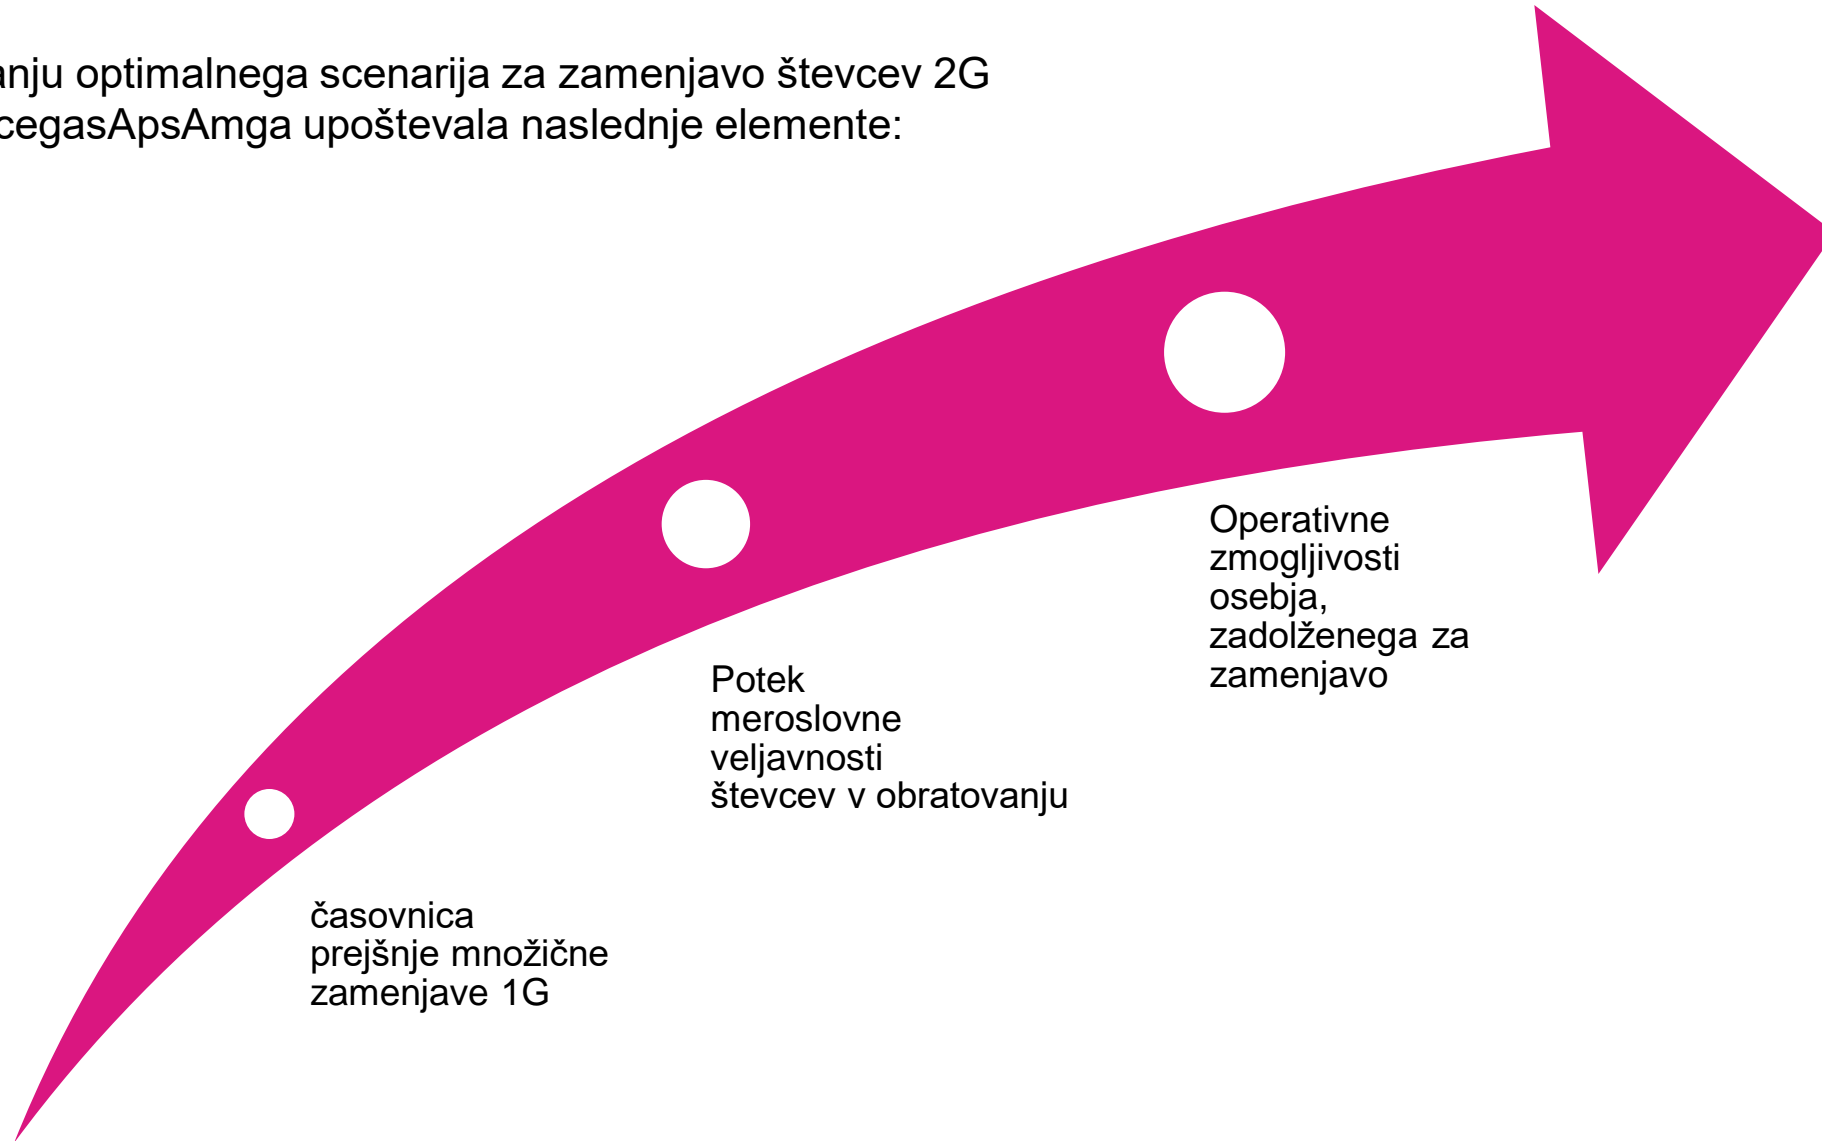 anju optimalnega scenarija za zamenjavo števcev 2G
cegasApsAmga upoštevala naslednje elemente:
Operativne
zmogljivosti
osebja,
zadolženega za
zamenjavo
Potek
meroslovne
veljavnosti
števcev v obratovanju
časovnica
prejšnje množične
zamenjave 1G